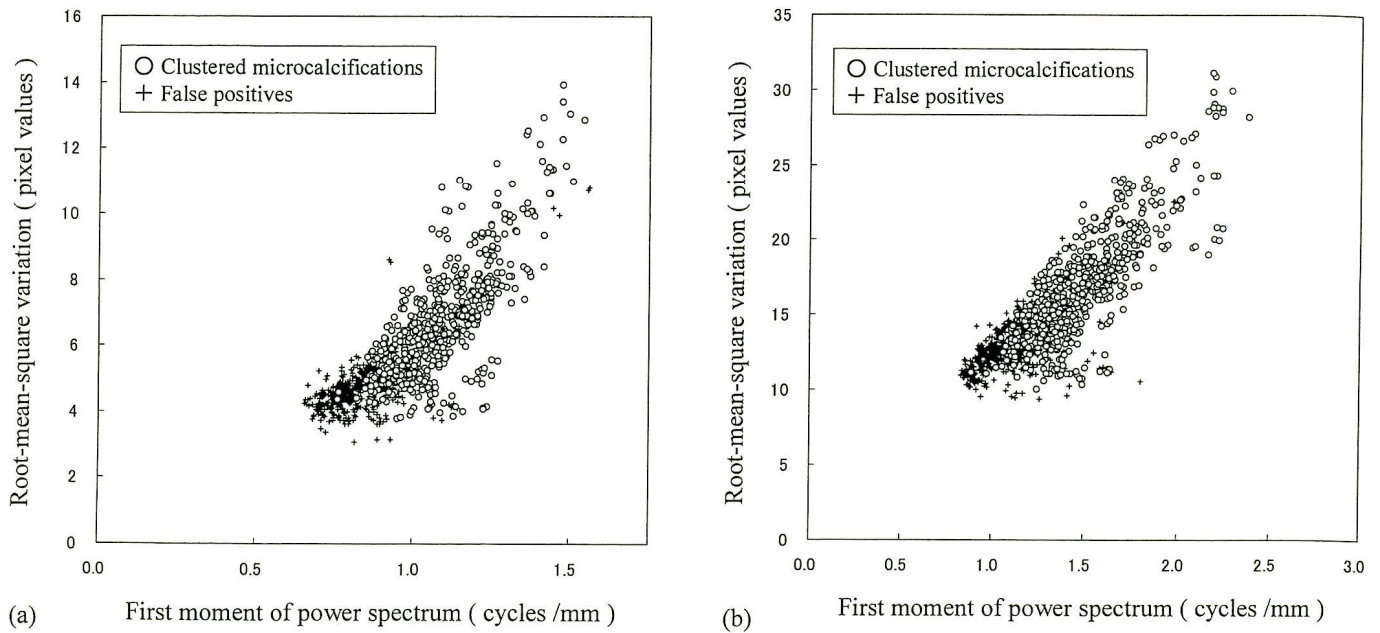 16
14
12
10
8
6
4
2
0
Root-mean-square variation ( pixel values )
Clustered microcalcifications
False positives
0.0 0.5 1.0 1.5
(a) First moment of power spectrum ( cycles /mm )
35
30
25
20
15
10
5
0
Root-mean-square variation ( pixel values )
Clustered microcalcifications
False positives
0.0 0.5 1.0 1.5 2.0 2.5 3.0
(b) First moment of power spectrum ( cycles /mm )